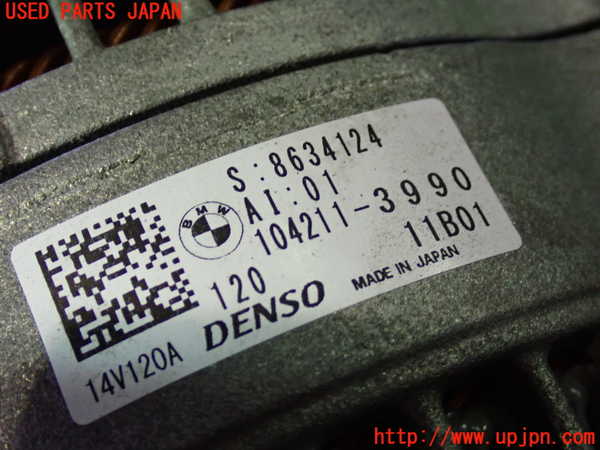 USED PARTS JAPAN
S:8634124
AI:01
BMW
104211-3990
120
11B01
DENSO
MADE IN JAPAN
14V120A
http://www.upjpn.com/